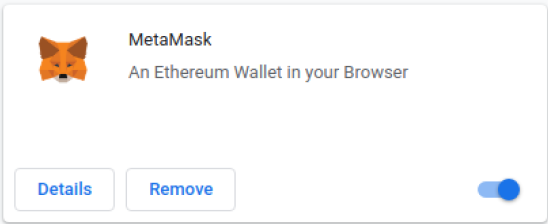 MetaMask
An Ethereum Wallet in your Browser
Details
Remove